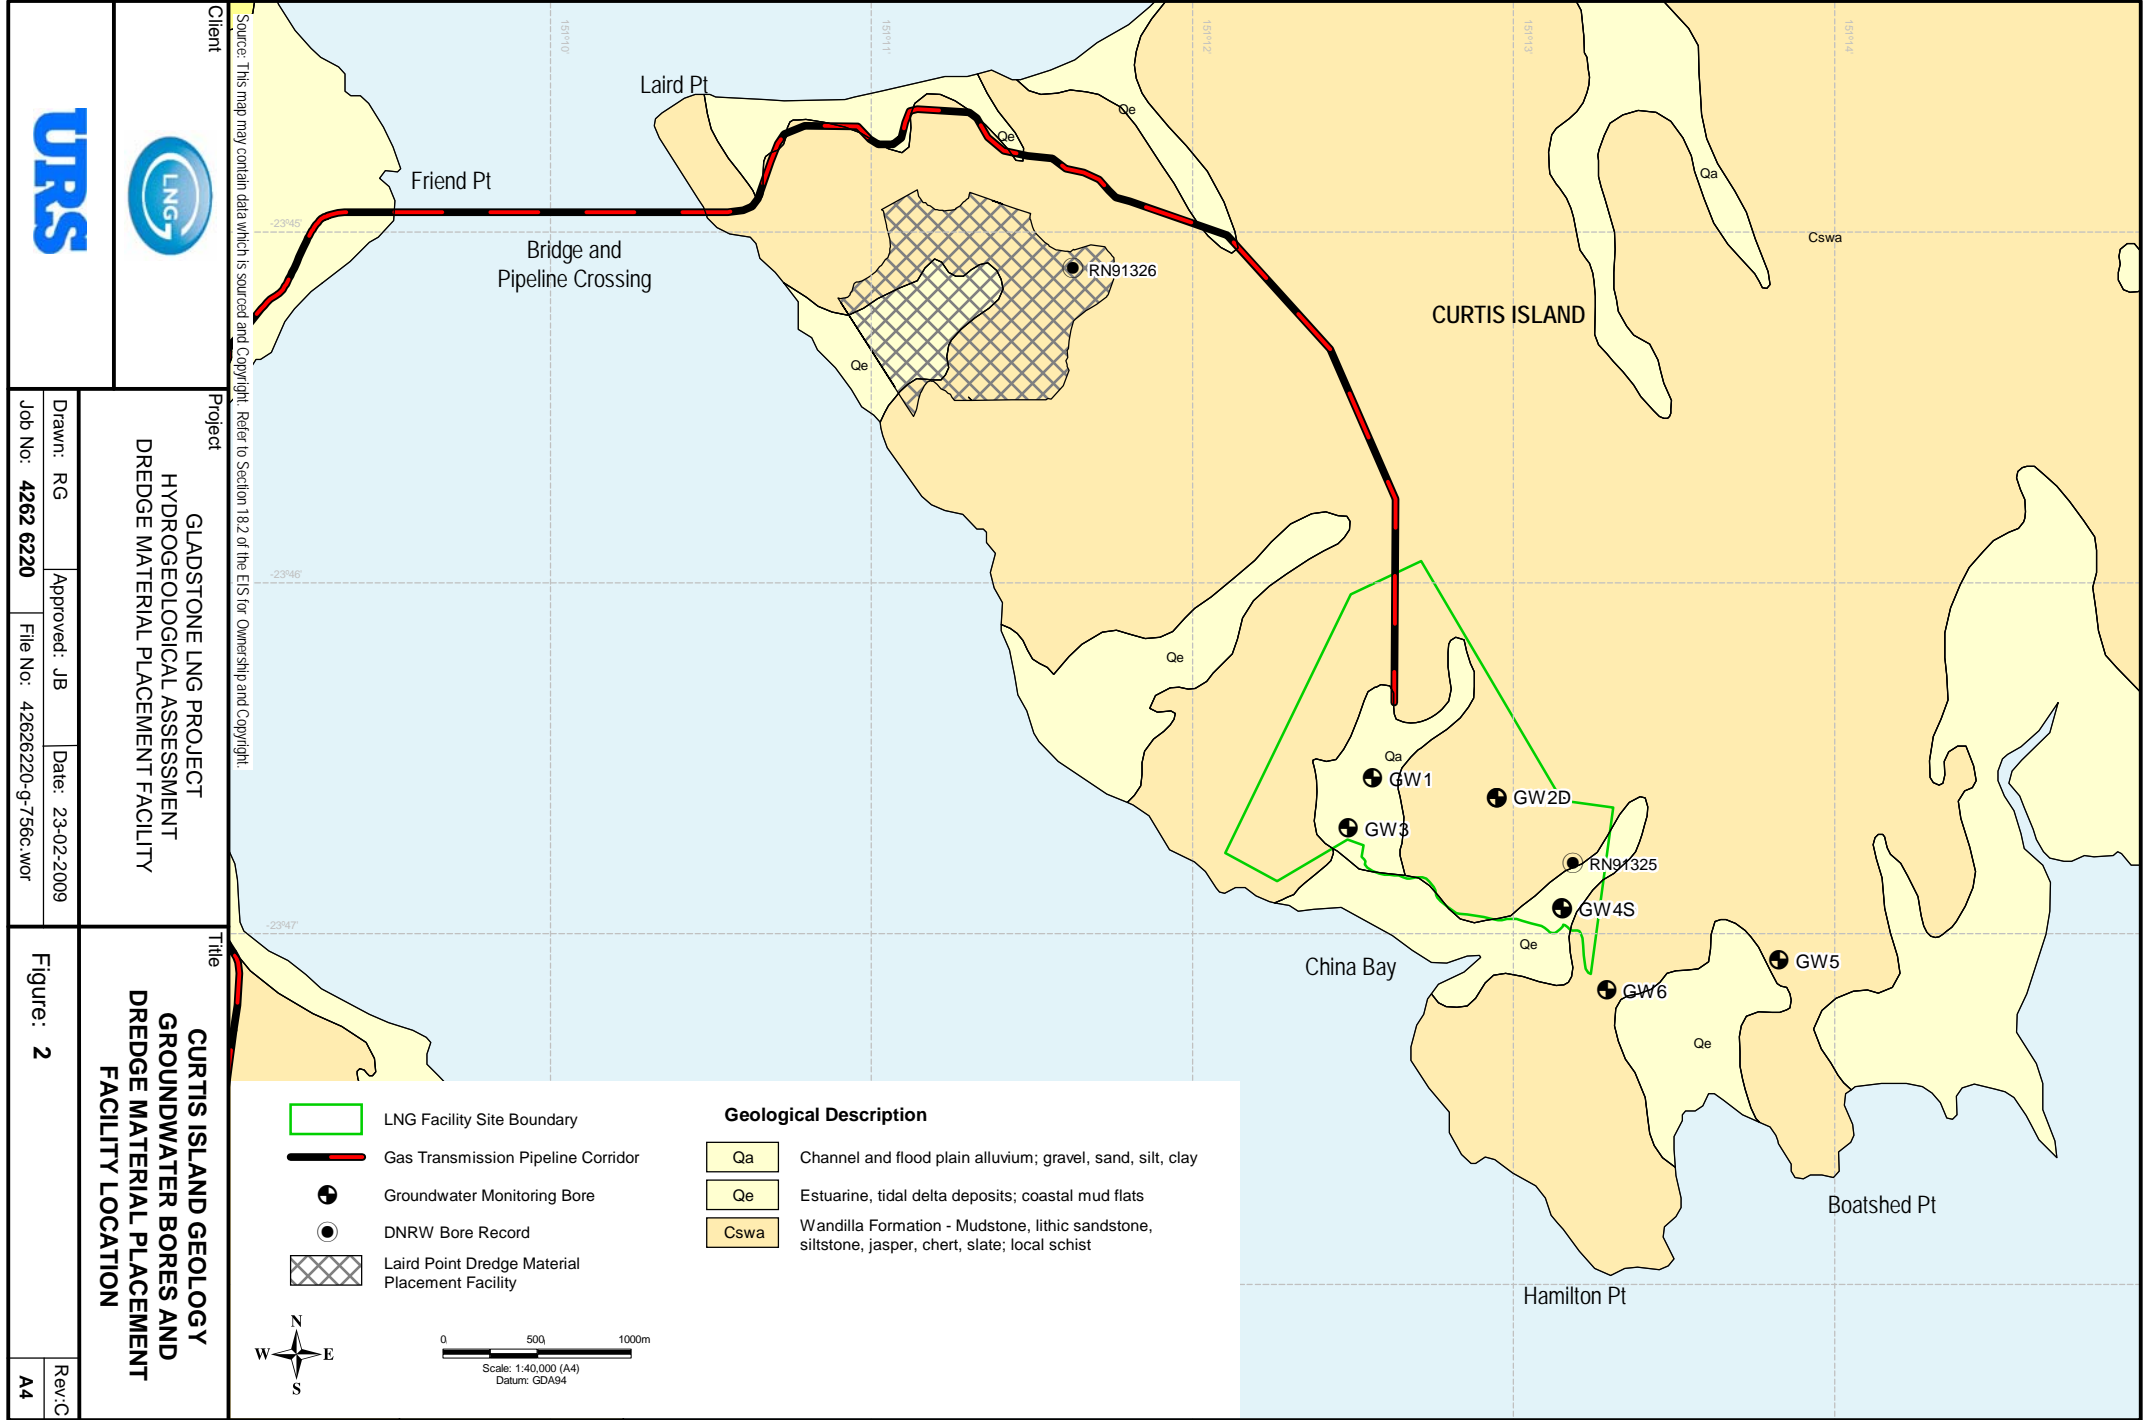 Client
LNG
URS
Project
GLADSTONE LNG PROJECT
HYDROGEOLOGICAL ASSESSMENT
DREDGE MATERIAL PLACEMENT FACILITY
Drawn: RG
Approved: JB
Date: 23-02-2009
Job No: 4262 6220
File No: 42626220-g-756c.wor
Title
CURTIS ISLAND GEOLOGY
GROUNDWATER BORES AND
DREDGE MATERIAL PLACEMENT
FACILITY LOCATION
Figure: 2
Rev:C
A4
Source: This map may contain data which is sourced and Copyright. Refer to Section 18.2 of the EIS for Ownership and Copyright.
151º10'
151º11'
151º12'
151º13'
151º14'
Laird Pt
Qe
Qe
Qa
Friend Pt
-23º45'
Cswa
Bridge and
Pipeline Crossing
RN91326
CURTIS ISLAND
Qe
-23º46'
Qe
Qa
GW1
GW2D
GW3
RN91325
GW4S
-23º47'
Qe
China Bay
GW5
GW6
Qe
Boatshed Pt
Hamilton Pt
LNG Facility Site Boundary
Gas Transmission Pipeline Corridor
Groundwater Monitoring Bore
DNRW Bore Record
Laird Point Dredge Material
Placement Facility
Geological Description
Qa
Channel and flood plain alluvium; gravel, sand, silt, clay
Qe
Estuarine, tidal delta deposits; coastal mud flats
Cswa
Wandilla Formation - Mudstone, lithic sandstone,
siltstone, jasper, chert, slate; local schist
N
W
E
S
0
500
1000m
Scale: 1:40,000 (A4)
Datum: GDA94